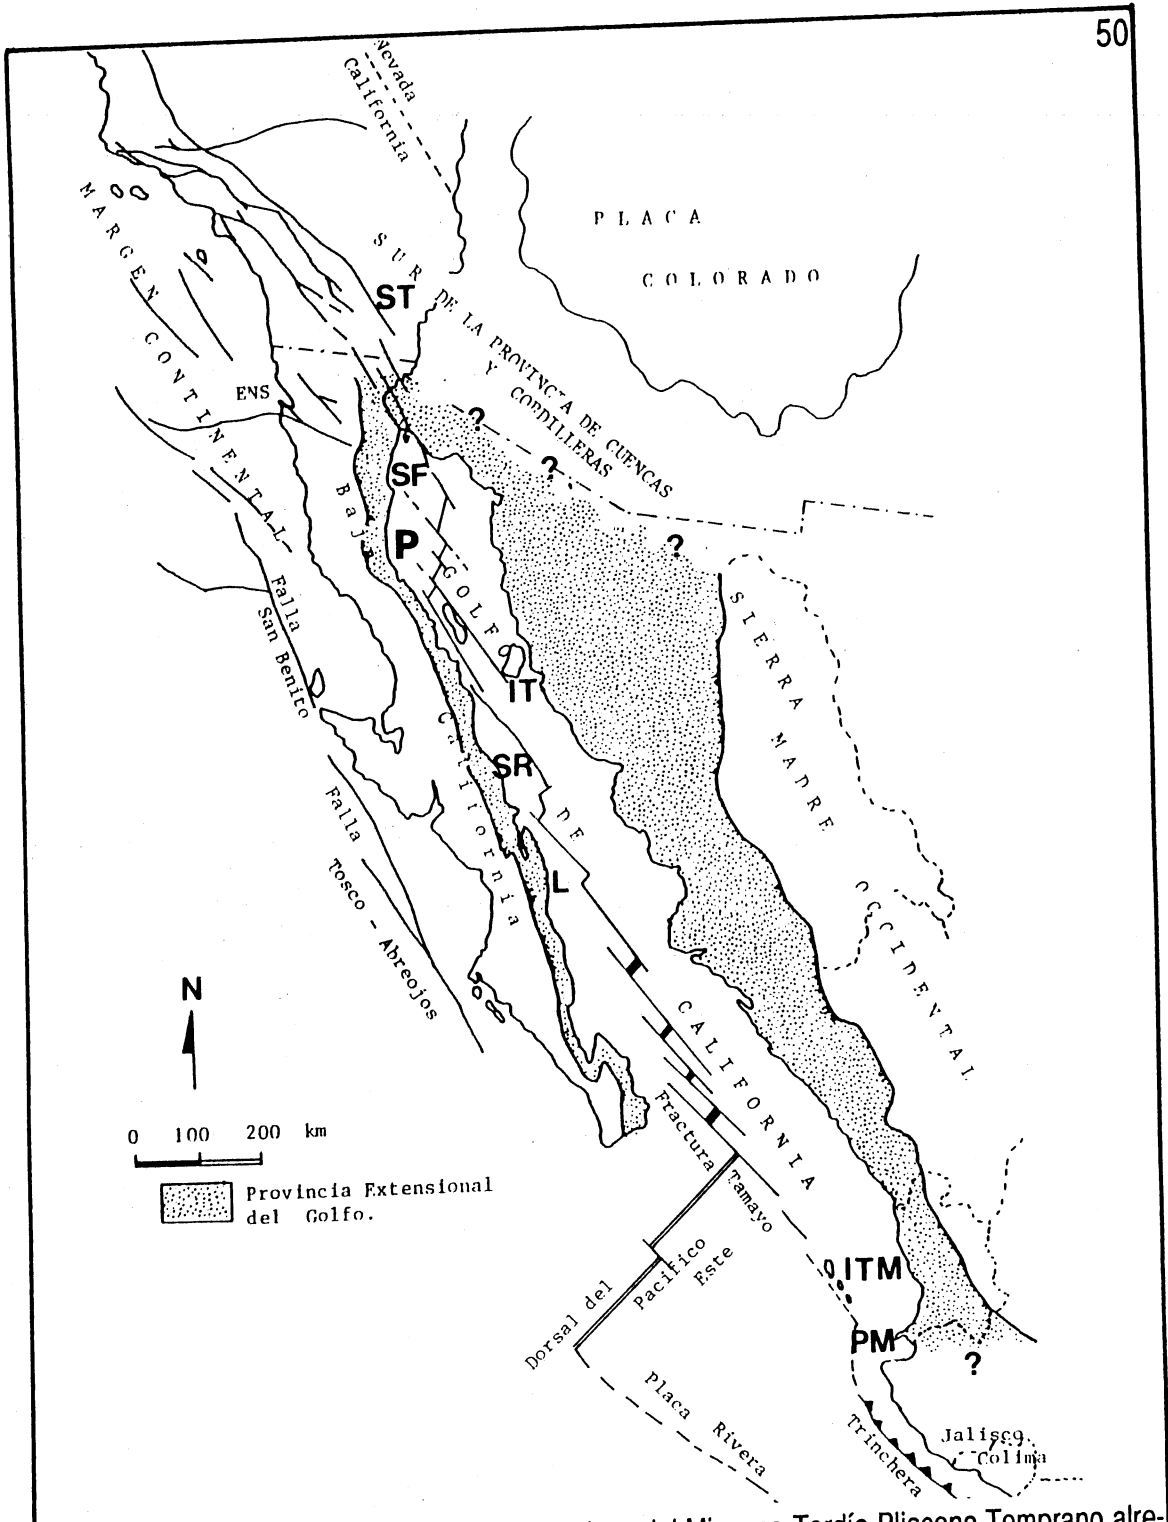 50
Nevada
California
MARGEN CONTINENTAL
PLACA
COLORADO
SUR DE LA PROVINCIA DE CUENCAS
Y CORDILLERAS
ST
ENS
?
?
?
SF
P
Baja California
GOLFO DE CALIFORNIA
Falla
San Benito
IT
SIERRA MADRE OCCIDENTAL
SR
Falla
Tosco - Abreojos
L
N
0 100 200 km
Provincia Extensional
del Golfo.
Fractura Tamayo
Dorsal del Pacifico
Este
ITM
PM
?
Placa Rivera
Trinchera
Jalisco
Colima
Tardío Plioceno Temprano alre-